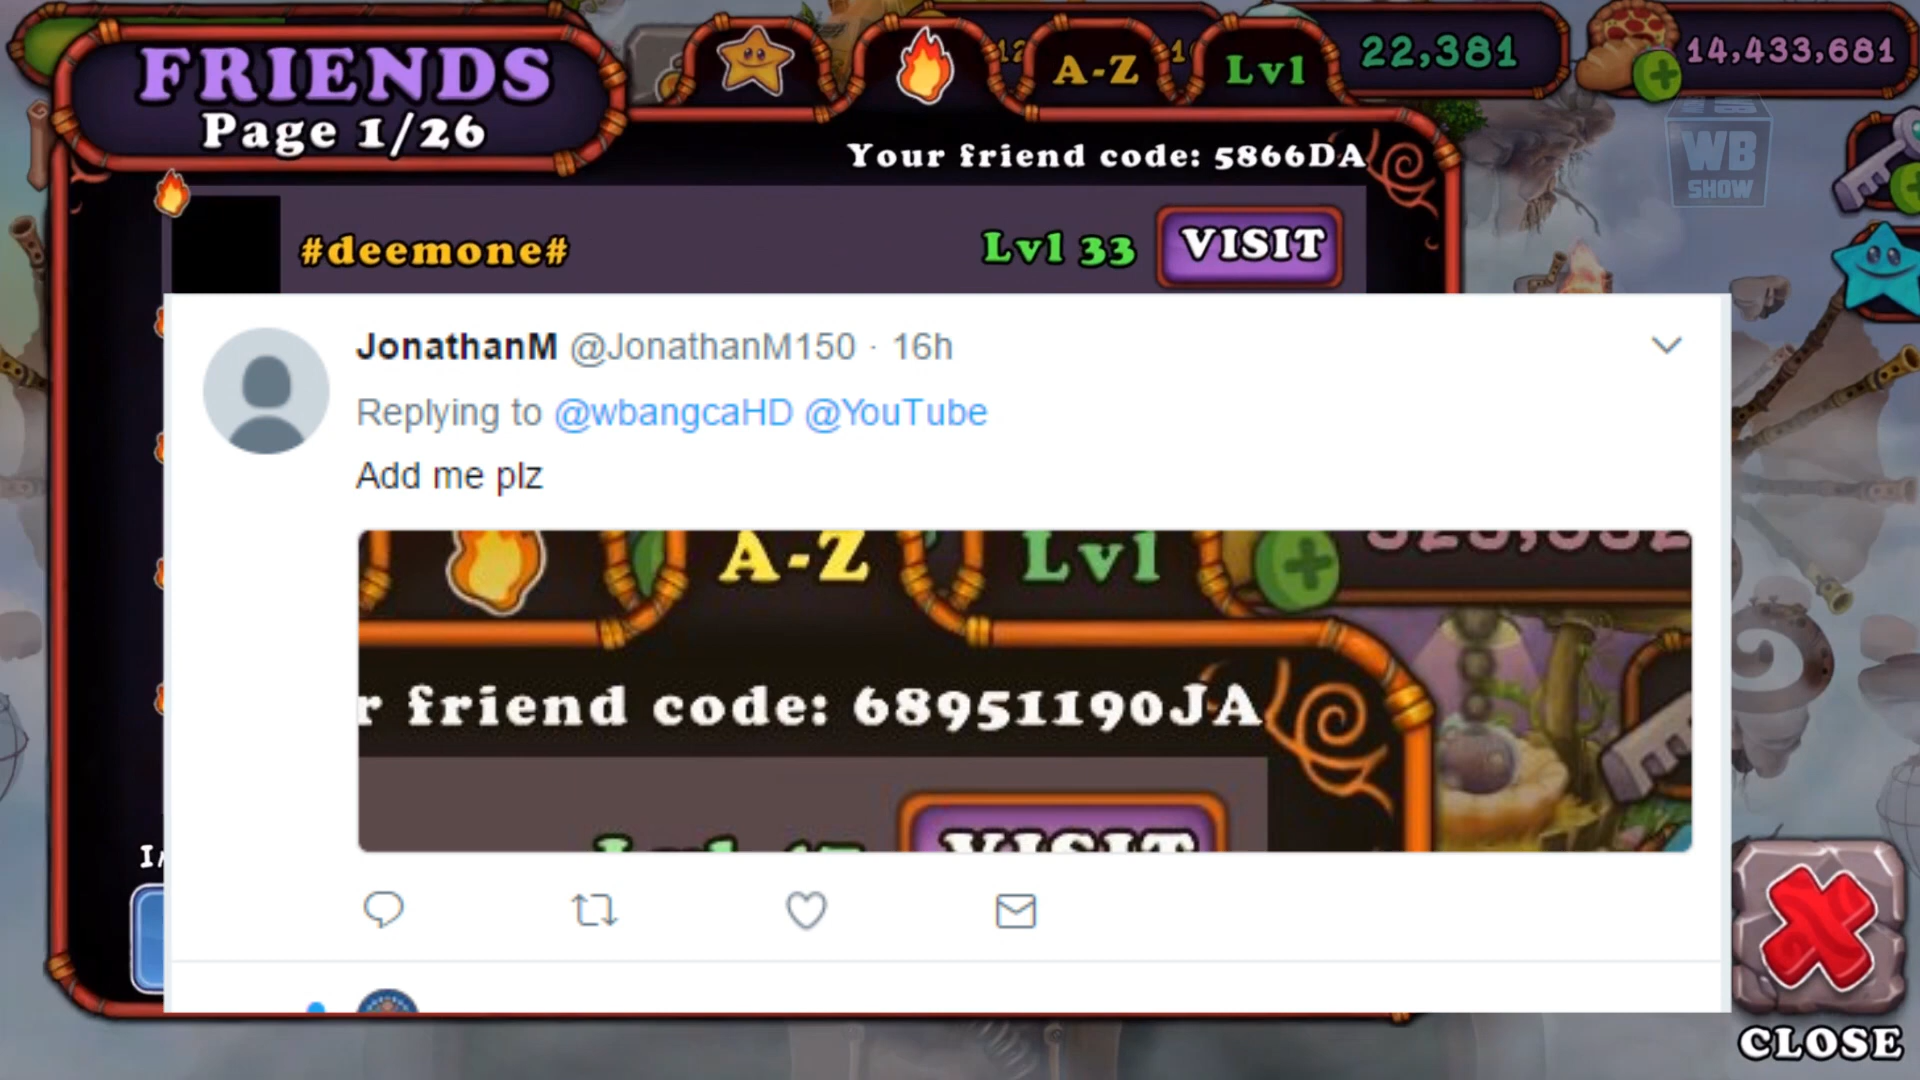 FRIENDS
Page 1/26
A-Z
Lvl
22,381
14,433,681
Your friend code: 5866DA
WB
SHOW
#deemone#
Lvl 33
VISIT
JonathanM @JonathanM150 · 16h
Replying to @wbangcaHD @YouTube
Add me plz
A-Z
Lvl
r friend code: 68951190JA
VISIT
CLOSE